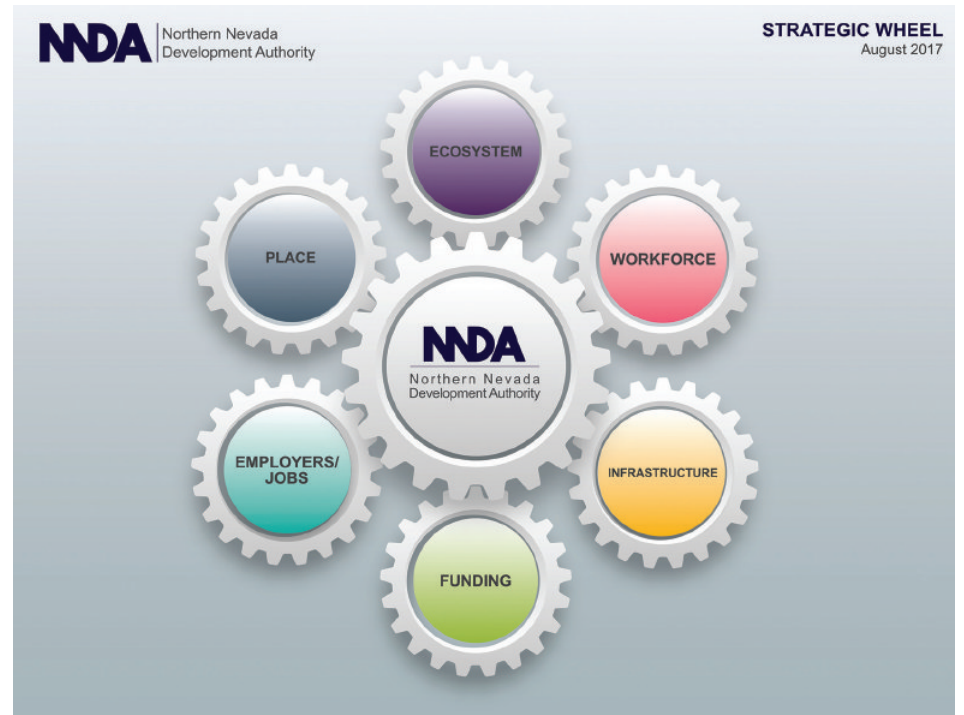 NNDA
Northern Nevada
Development Authority
STRATEGIC WHEEL
August 2017
ECOSYSTEM
PLACE
WORKFORCE
NNDA
Northern Nevada
Development Authority
EMPLOYERS/
JOBS
INFRASTRUCTURE
FUNDING